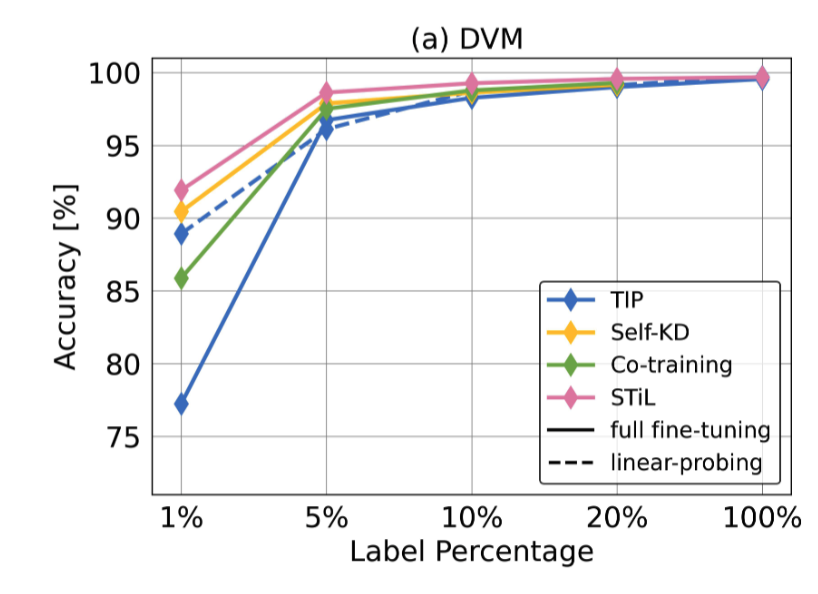 (a) DVM
100
95
90
85
80
75
Accuracy [%]
TIP
Self-KD
Co-training
STiL
full fine-tuning
linear-probing
1% 5% 10% 20% 100%
Label Percentage